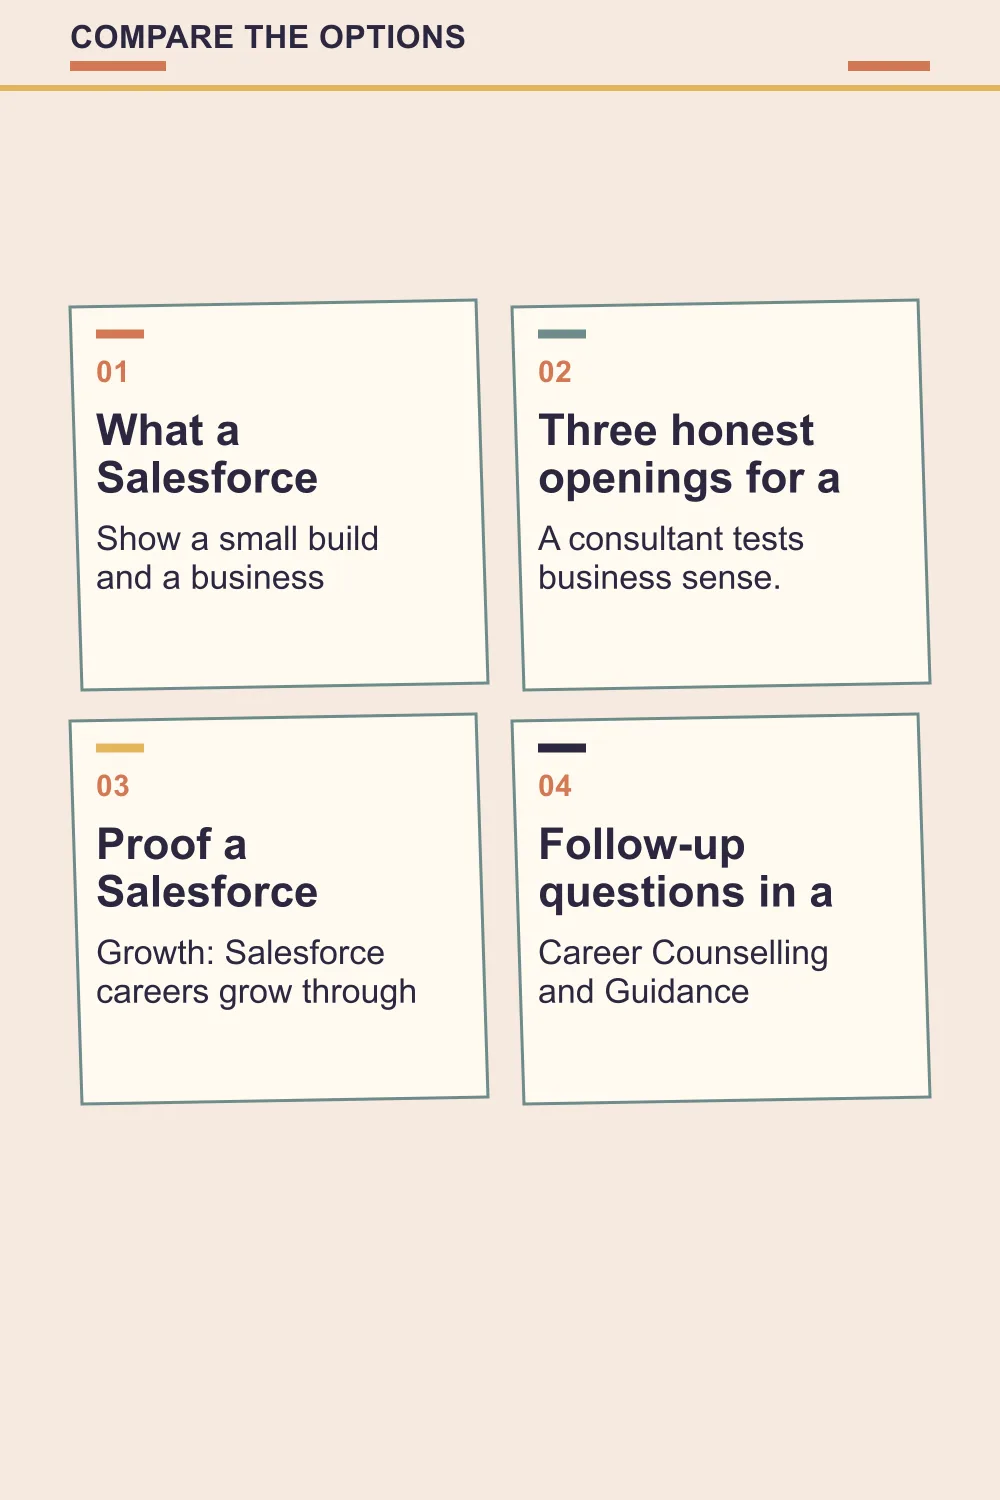 COMPARE THE OPTIONS
01
What a
Salesforce
Show a small build
and a business
02
Three honest
openings for a
A consultant tests
business sense.
03
Proof a
Salesforce
Growth: Salesforce
careers grow through
04
Follow-up
questions in a
Career Counselling
and Guidance